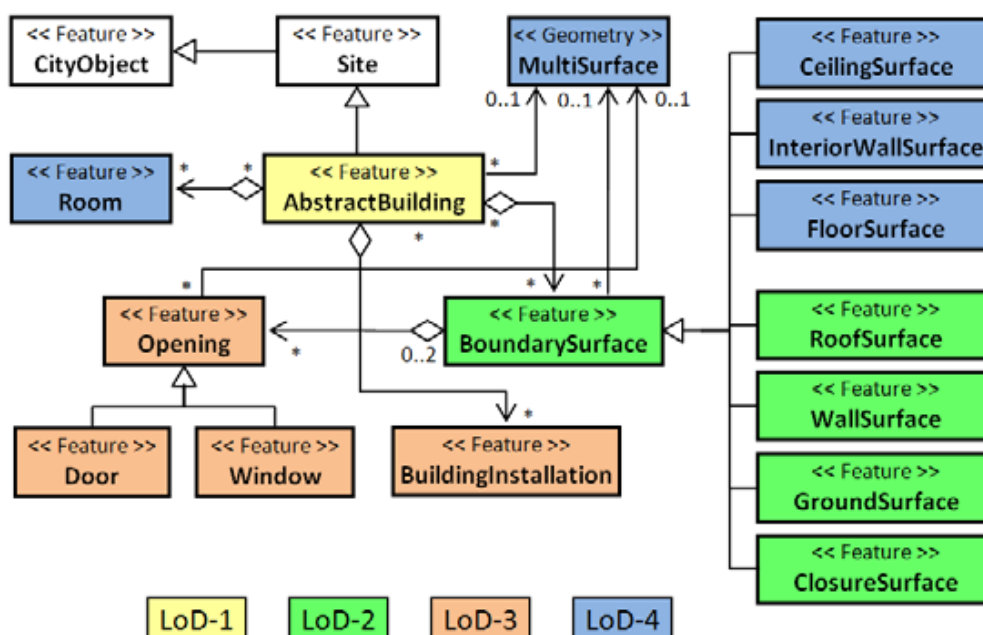 << Feature >>
CityObject
<< Feature >>
Site
<< Geometry >>
MultiSurface
<< Feature >>
CeilingSurface
0..1
0..1
0..1
<< Feature >>
InteriorWallSurface
<< Feature >>
Room
*
*
<< Feature >>
AbstractBuilding
*
*
*
<< Feature >>
FloorSurface
*
*
*
<< Feature >>
Opening
*
0..2
<< Feature >>
BoundarySurface
<< Feature >>
RoofSurface
<< Feature >>
WallSurface
<< Feature >>
Door
<< Feature >>
Window
*
<< Feature >>
BuildingInstallation
<< Feature >>
GroundSurface
<< Feature >>
ClosureSurface
LoD-1
LoD-2
LoD-3
LoD-4